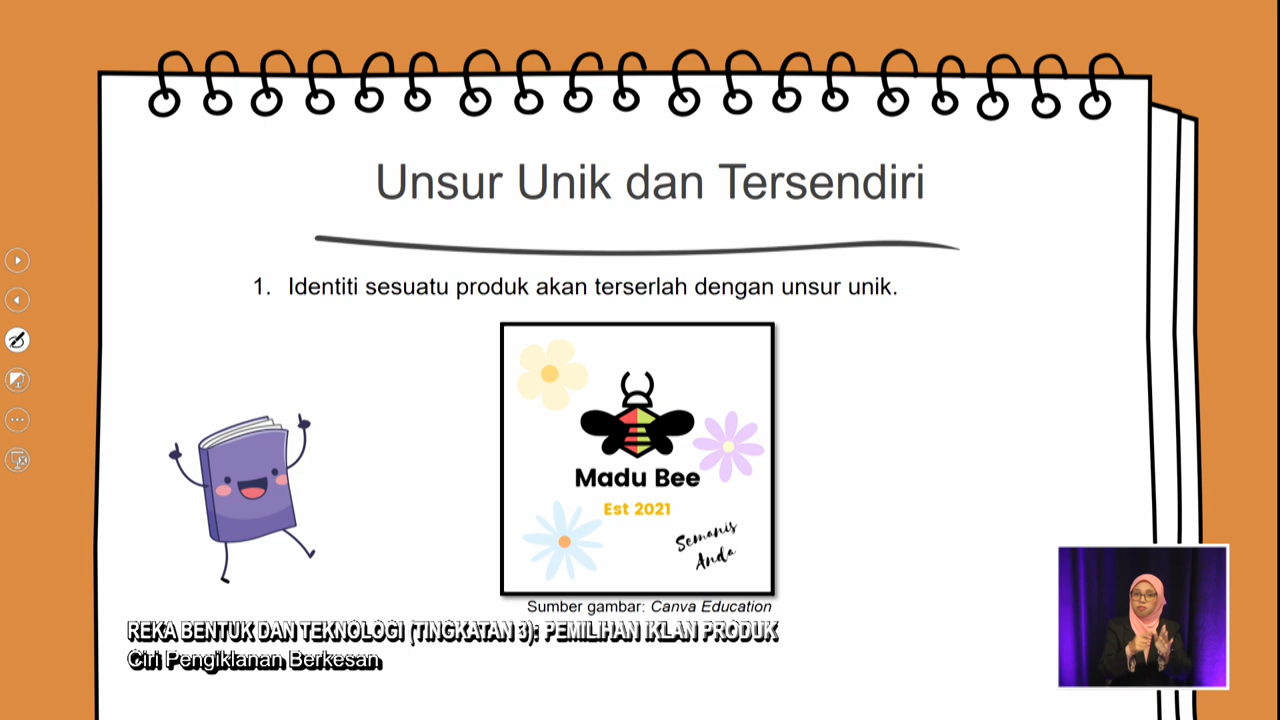 Unsur Unik dan Tersendiri
1. Identiti sesuatu produk akan terserlah dengan unsur unik.
Madu Bee
Est 2021
Semanis
Anda
Sumber gambar: Canva Education
REKA BENTUK DAN TEKNOLOGI (TINGKATAN 3): PEMILIHAN IKLAN PRODUK
Ciri Pengiklanan Berkesan